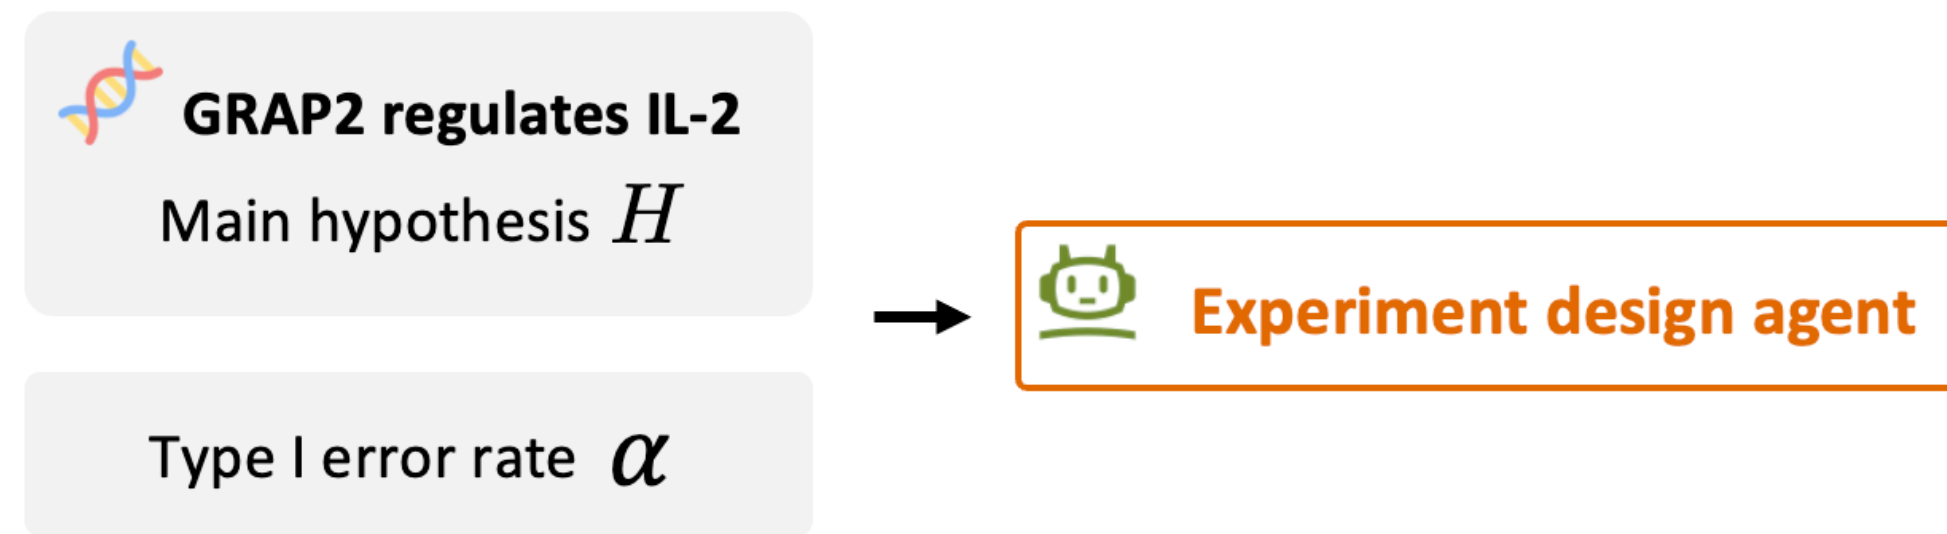 GRAP2 regulates IL-2
Main hypothesis H
Type I error rate α
Experiment design agent